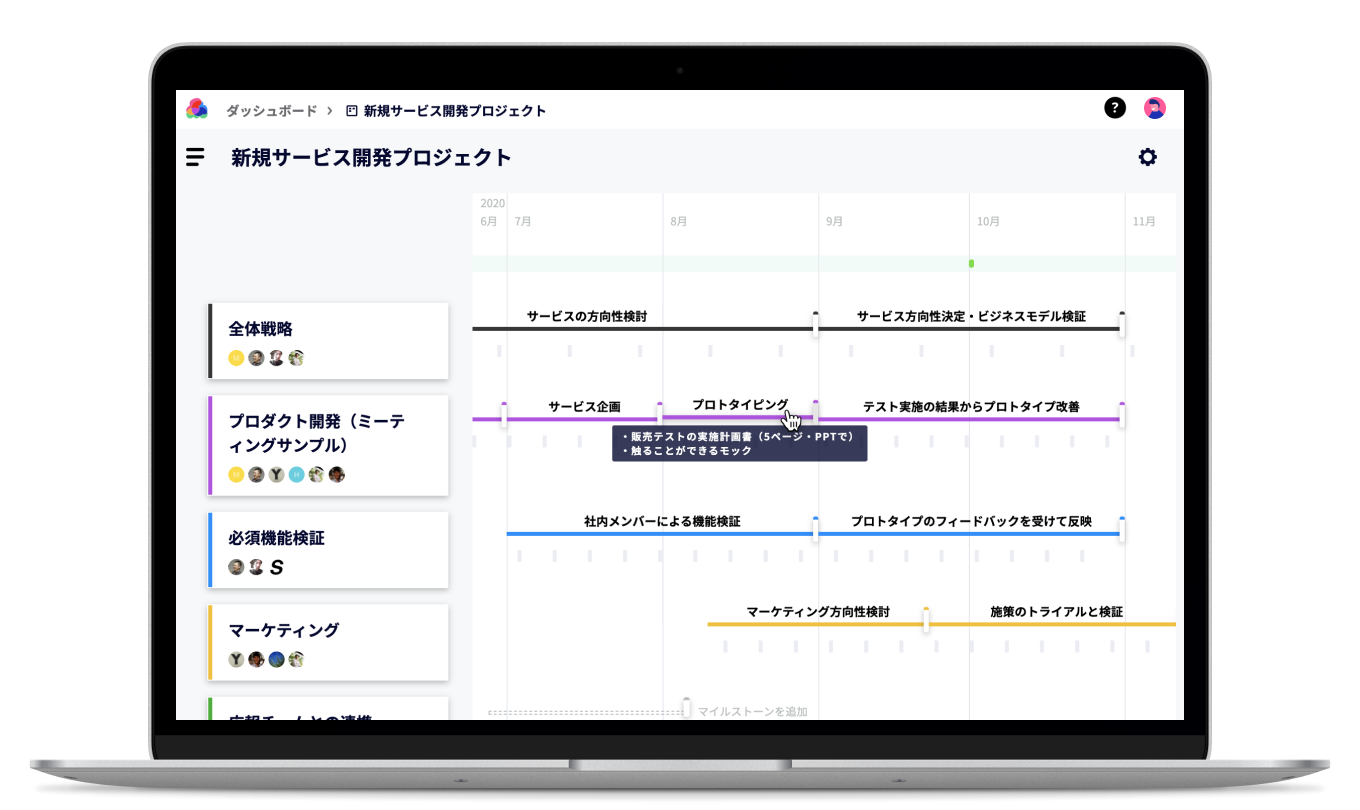 ダッシュボード > 新規サービス開発プロジェクト
?
新規サービス開発プロジェクト
2020
6月 7月 8月 9月 10月 11月
全体戦略
M
サービスの方向性検討
サービス方向性決定・ビジネスモデル検証
プロダクト開発（ミーテ
ィングサンプル）
M Y H
サービス企画
プロトタイピング
テスト実施の結果からプロトタイプ改善
・販売テストの実施計画書（5ページ・PPTで）
・触ることができるモック
必須機能検証
S
社内メンバーによる機能検証
プロトタイプのフィードバックを受けて反映
マーケティング
Y
マーケティング方向性検討
施策のトライアルと検証
広報チームとの連携
マイルストーンを追加